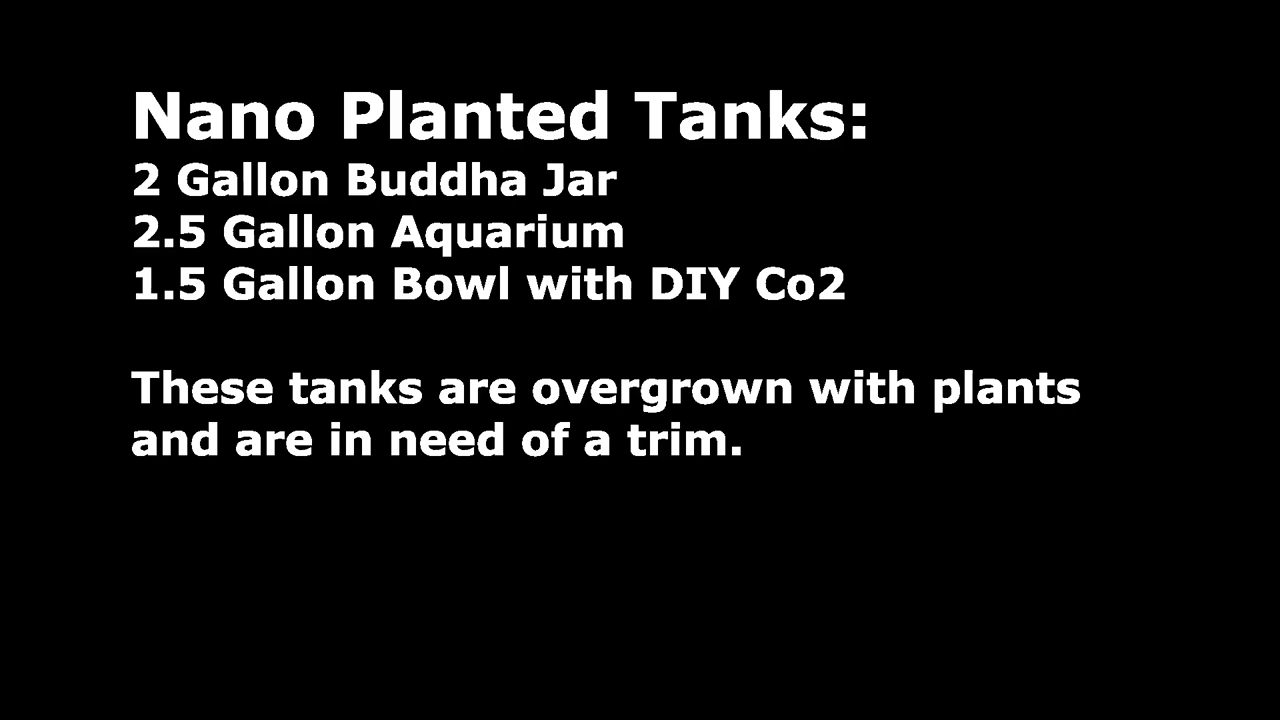 Nano Planted Tanks:
2 Gallon Buddha Jar
2.5 Gallon Aquarium
1.5 Gallon Bowl with DIY Co2
These tanks are overgrown with plants
and are in need of a trim.